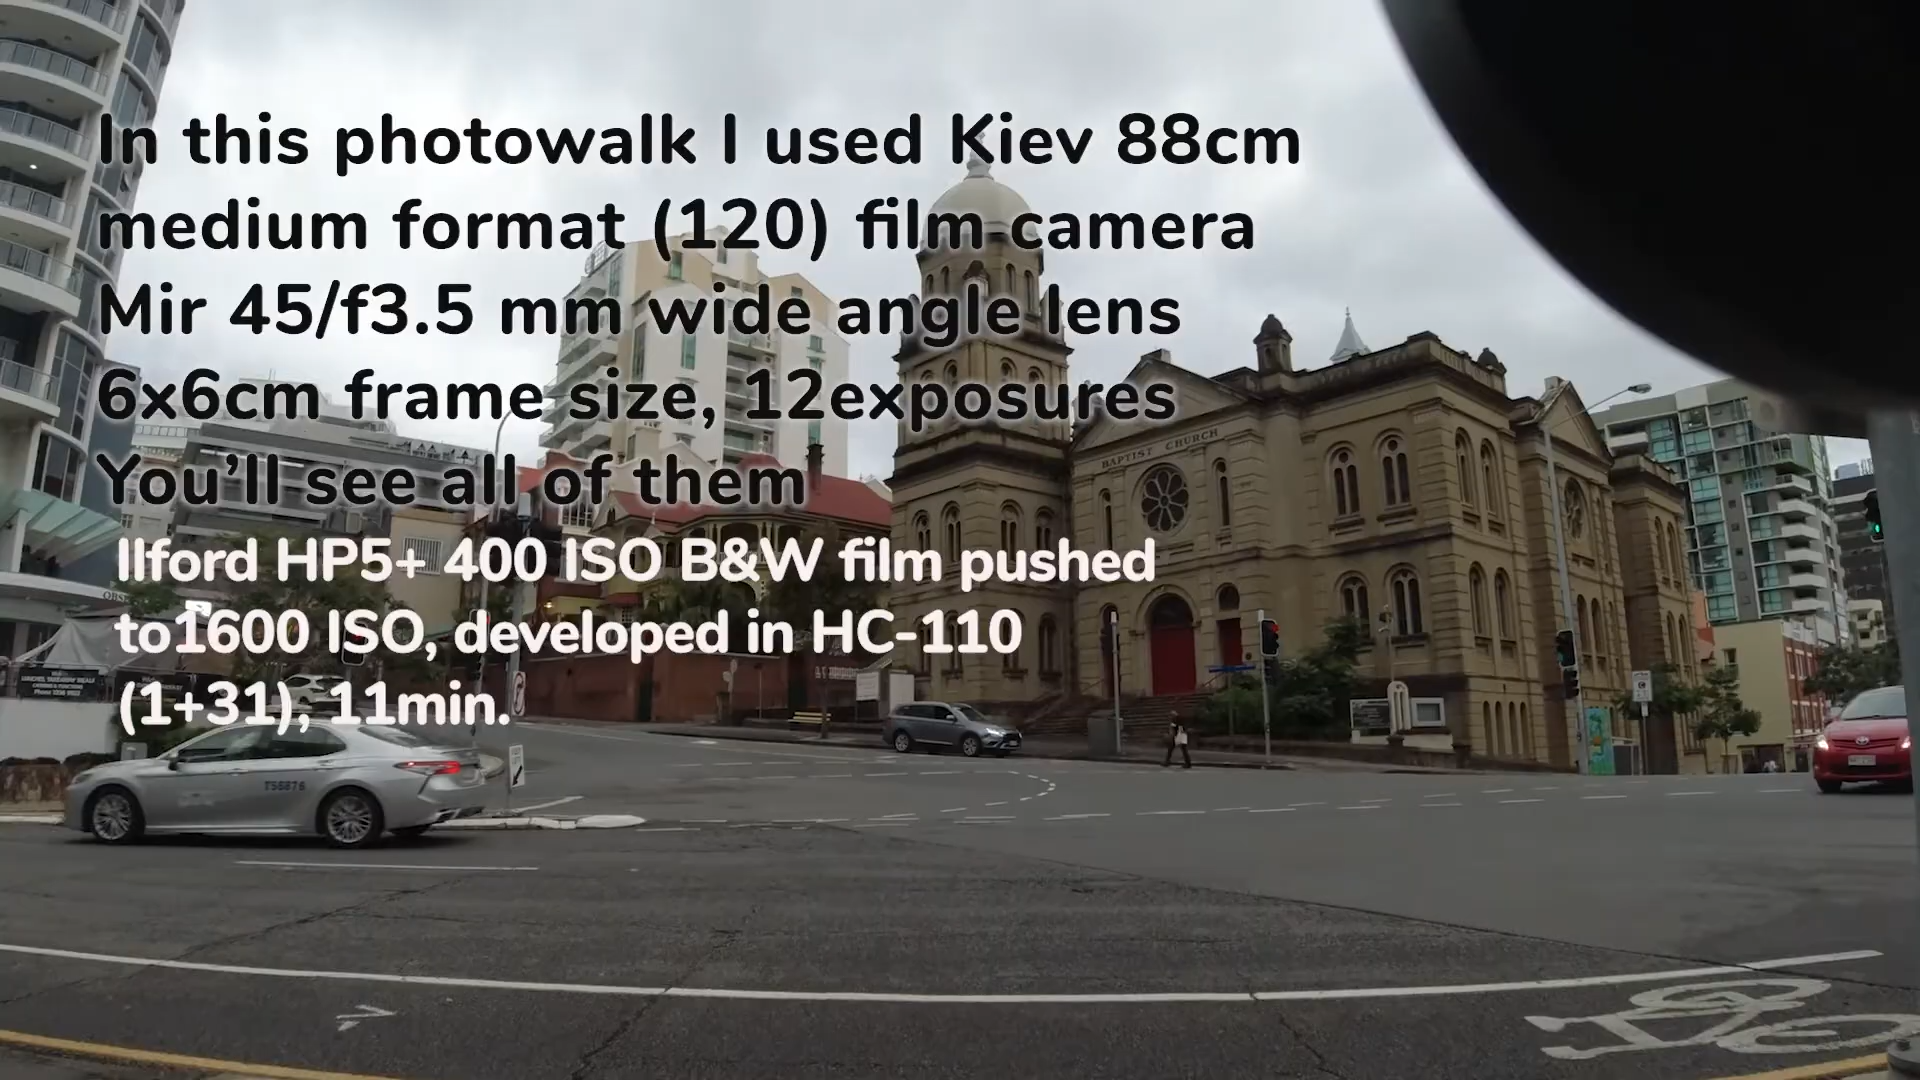 In this photowalk I used Kiev 88cm
medium format (120) film camera
Mir 45/f3.5 mm wide angle lens
6x6cm frame size, 12exposures
You'll see all of them
Ilford HP5+ 400 ISO B&W film pushed
to1600 ISO, developed in HC-110
(1+31), 11min.
BAPTIST CHURCH
T55876